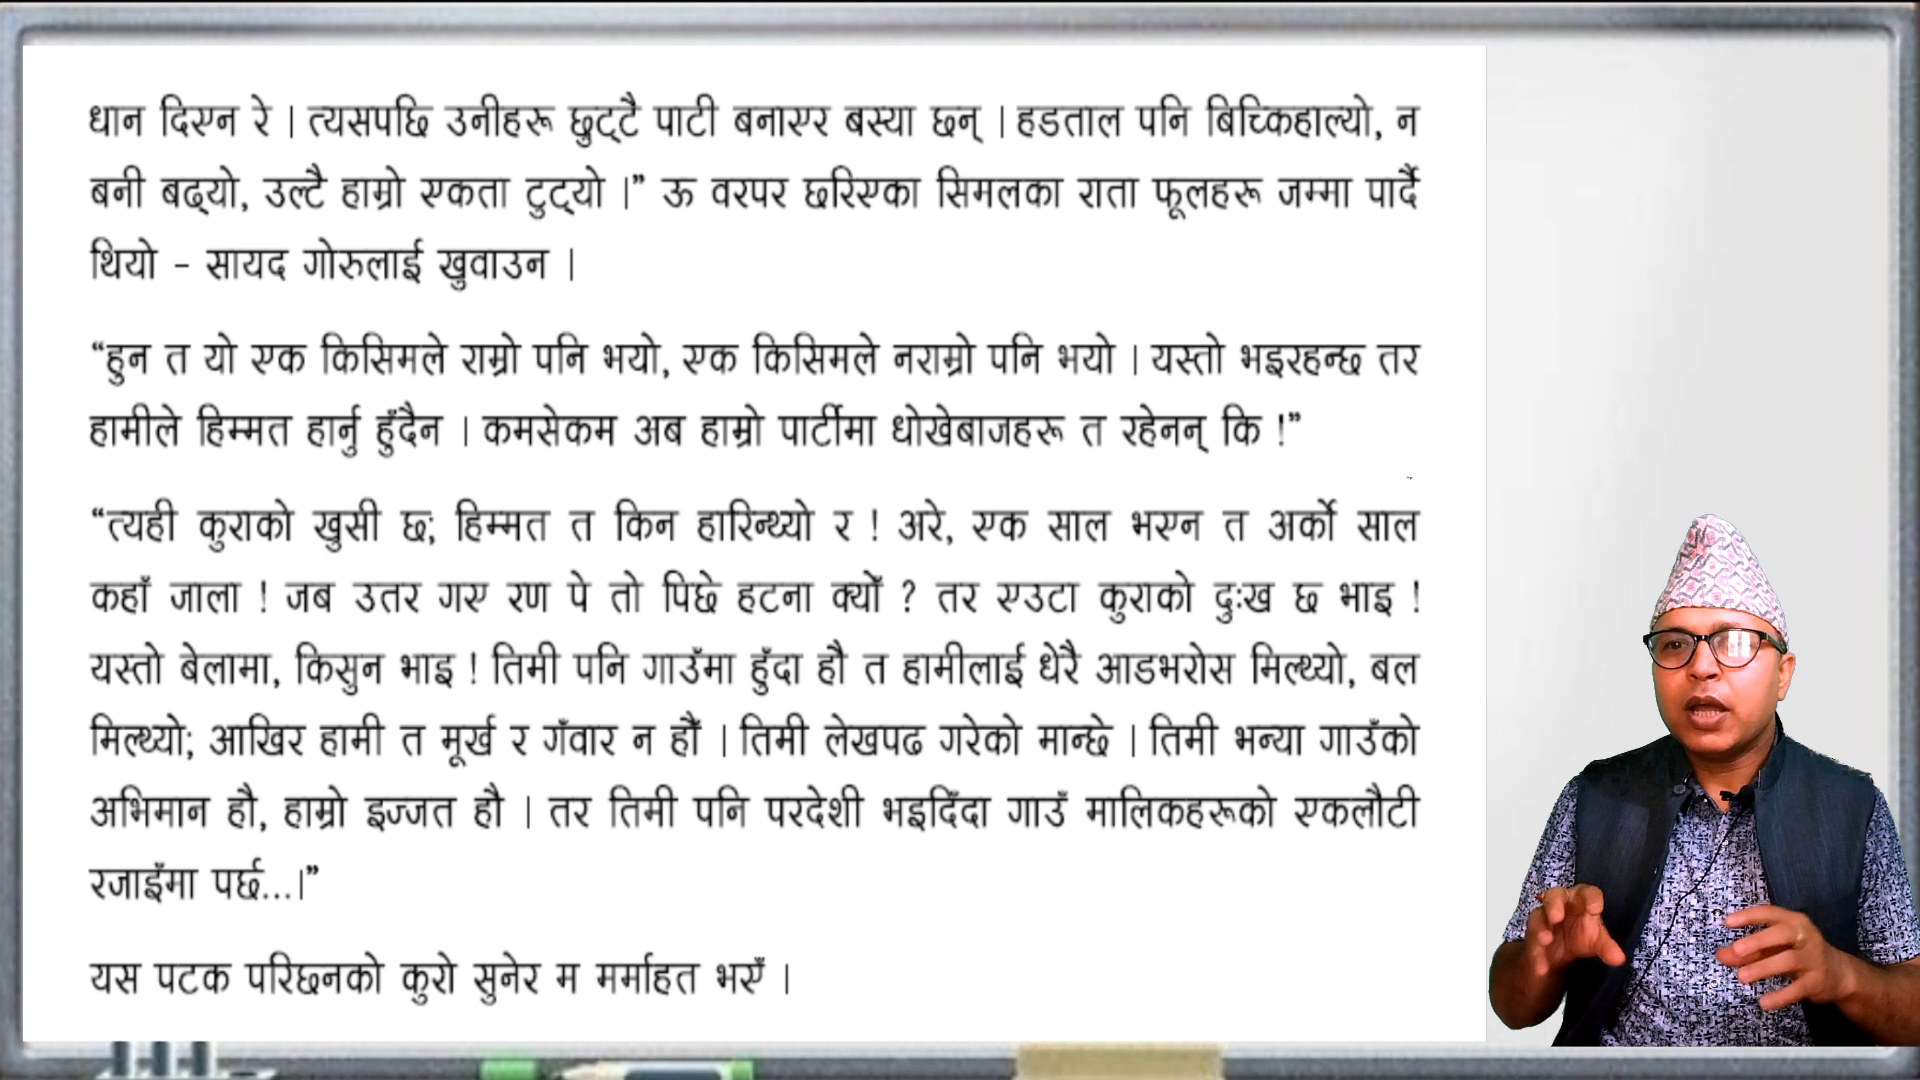 धान दिएन रे । त्यसपछि उनीहरू छुट्टै पाटी बनाएर बस्या छन् । हडताल पनि बिच्किहाल्यो, न
बनी बढ्यो, उल्टै हाम्रो एकता टुट्यो ।” ऊ वरपर छरिएका सिमलका राता फूलहरू जम्मा पार्दै
थियो - सायद गोरुलाई खुवाउन ।
“हुन त यो एक किसिमले राम्रो पनि भयो, एक किसिमले नराम्रो पनि भयो । यस्तो भइरहन्छ तर
हामीले हिम्मत हार्नु हुँदैन । कमसेकम अब हाम्रो पार्टीमा धोखेबाजहरू त रहेनन् कि !”
“त्यही कुराको खुसी छ; हिम्मत त किन हारिन्थ्यो र ! अरे, एक साल भएन त अर्को साल
कहाँ जाला ! जब उतर गए रण पे तो पिछे हटना क्यों ? तर एउटा कुराको दुःख छ भाइ !
यस्तो बेलामा, किसुन भाइ ! तिमी पनि गाउँमा हुँदा हौ त हामीलाई धेरै आडभरोस मिल्थ्यो, बल
मिल्थ्यो; आखिर हामी त मूर्ख र गँवार न हौं । तिमी लेखपढ गरेको मान्छे । तिमी भन्या गाउँको
अभिमान हौ, हाम्रो इज्जत हौ । तर तिमी पनि परदेशी भइदिँदा गाउँ मालिकहरूको एकलौटी
रजाइँमा पर्छ...।”
यस पटक परिछनको कुरो सुनेर म मर्माहत भएँ ।